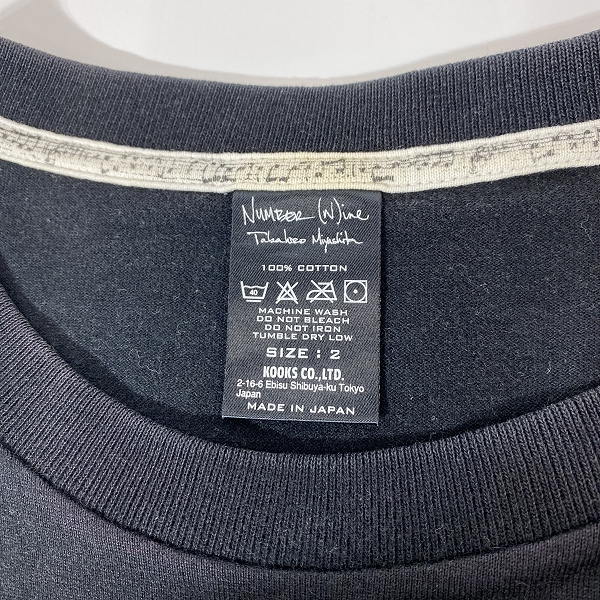 NUMBER (N)ine
Takahiro Miyashita
100% COTTON
40
MACHINE WASH
DO NOT BLEACH
DO NOT IRON
TUMBLE DRY LOW
SIZE : 2
KOOKS CO.,LTD.
2-16-6 Ebisu Shibuya-ku Tokyo
Japan
MADE IN JAPAN